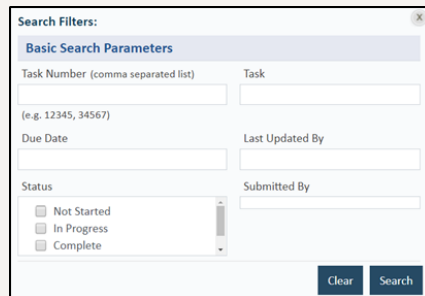 Search Filters:
x
Basic Search Parameters
Task Number (comma separated list)
Task
(e.g. 12345, 34567)
Due Date
Last Updated By
Status
Submitted By
Not Started
In Progress
Complete
Clear
Search